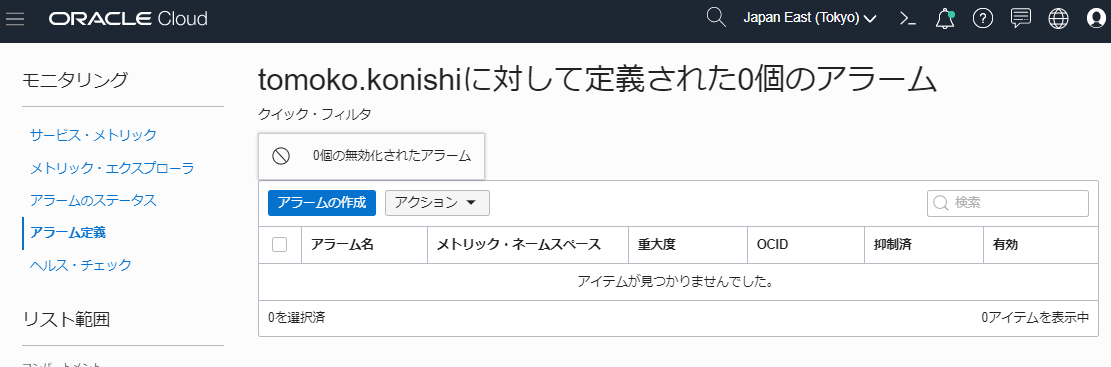 ORACLE Cloud
Japan East (Tokyo)
モニタリング
サービス・メトリック
メトリック・エクスプローラ
アラームのステータス
アラーム定義
ヘルス・チェック
リスト範囲
コンパートメント
tomoko.konishiに対して定義された0個のアラーム
クイック・フィルタ
0個の無効化されたアラーム
アラームの作成 アクション 検索
アラーム名 メトリック・ネームスペース 重大度 OCID 抑制済 有効
アイテムが見つかりませんでした。
0を選択済 0アイテムを表示中